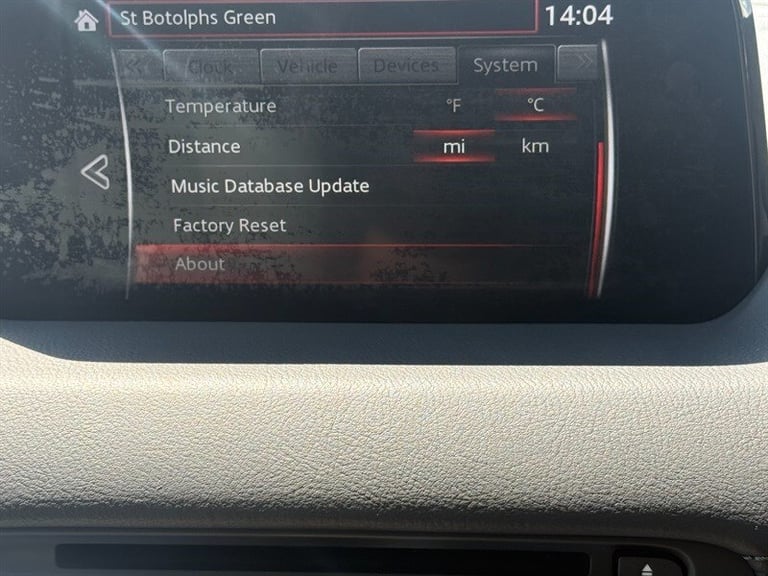 St Botolphs Green 14:04
Clock Vehicle Devices System
Temperature °F °C
Distance mi km
Music Database Update
Factory Reset
About